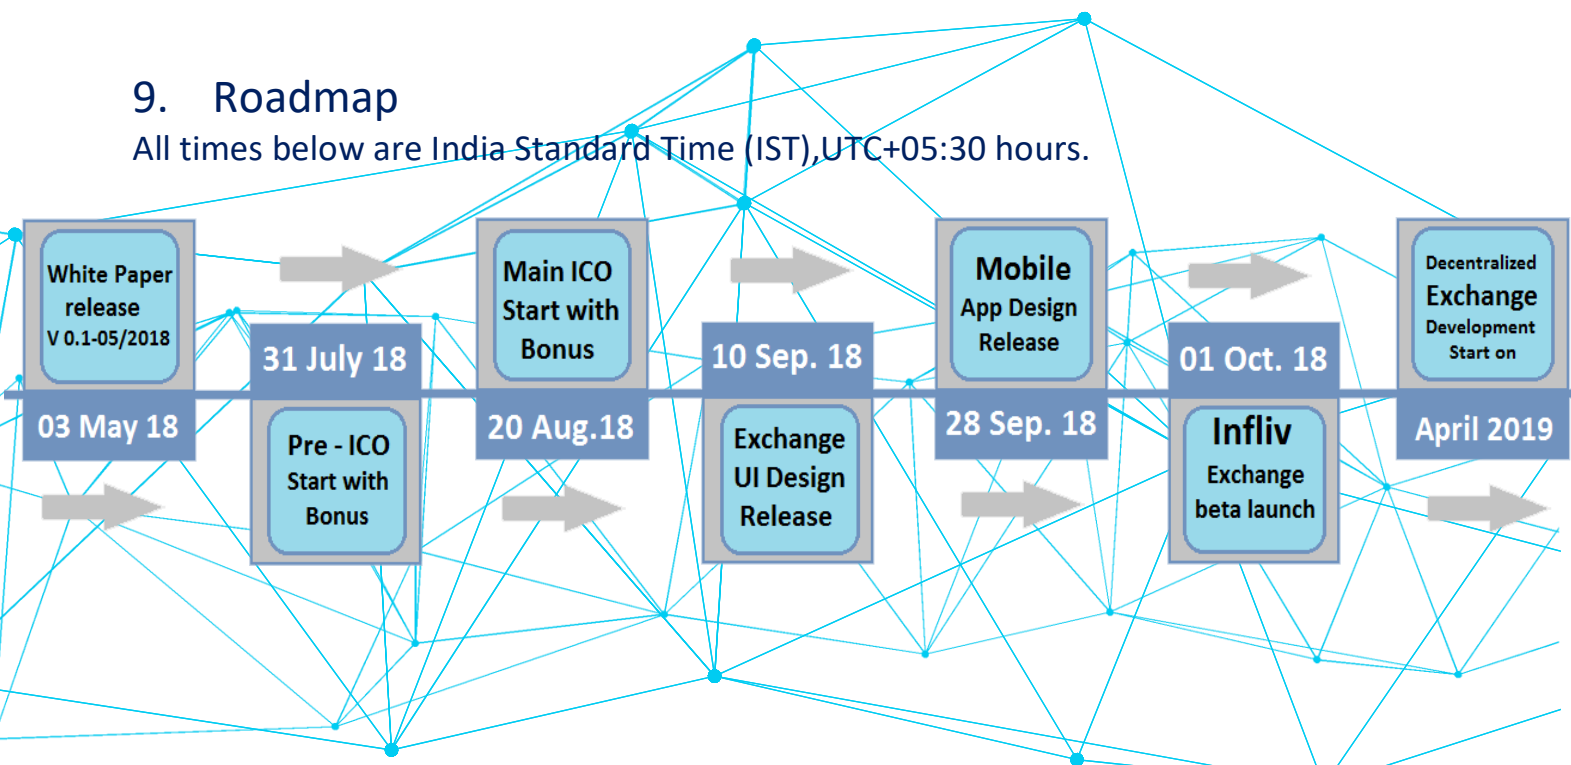 9. Roadmap
All times below are India Standard Time (IST),UTC+05:30 hours.
White Paper
release
V 0.1-05/2018
03 May 18
31 July 18
Pre - ICO
Start with
Bonus
Main ICO
Start with
Bonus
20 Aug.18
10 Sep. 18
Exchange
UI Design
Release
Mobile
App Design
Release
28 Sep. 18
01 Oct. 18
Infliv
Exchange
beta launch
Decentralized
Exchange
Development
Start on
April 2019